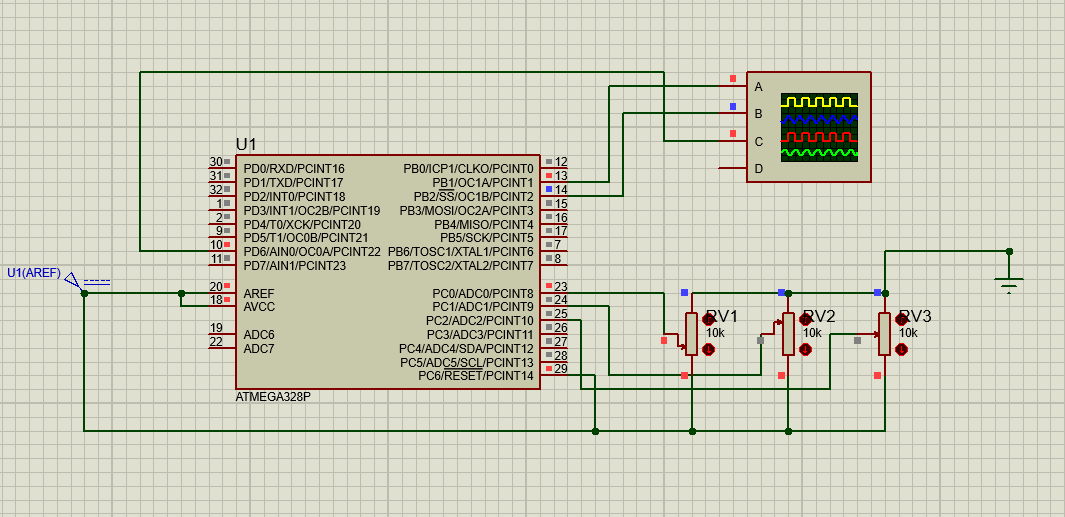 U1
30 PD0/RXD/PCINT16 PB0/ICP1/CLKO/PCINT0 12
31 PD1/TXD/PCINT17 PB1/OC1A/PCINT1 13
32 PD2/INT0/PCINT18 PB2/SS/OC1B/PCINT2 14
1 PD3/INT1/OC2B/PCINT19 PB3/MOSI/OC2A/PCINT3 15
2 PD4/T0/XCK/PCINT20 PB4/MISO/PCINT4 16
9 PD5/T1/OC0B/PCINT21 PB5/SCK/PCINT5 17
10 PD6/AIN0/OC0A/PCINT22 PB6/TOSC1/XTAL1/PCINT6 7
11 PD7/AIN1/PCINT23 PB7/TOSC2/XTAL2/PCINT7 8
20 AREF PC0/ADC0/PCINT8 23
18 AVCC PC1/ADC1/PCINT9 24
PC2/ADC2/PCINT10 25
19 ADC6 PC3/ADC3/PCINT11 26
22 ADC7 PC4/ADC4/SDA/PCINT12 27
PC5/ADC5/SCL/PCINT13 28
PC6/RESET/PCINT14 29
ATMEGA328P
U1(AREF)
A
B
C
D
RV1
10k
RV2
10k
RV3
10k